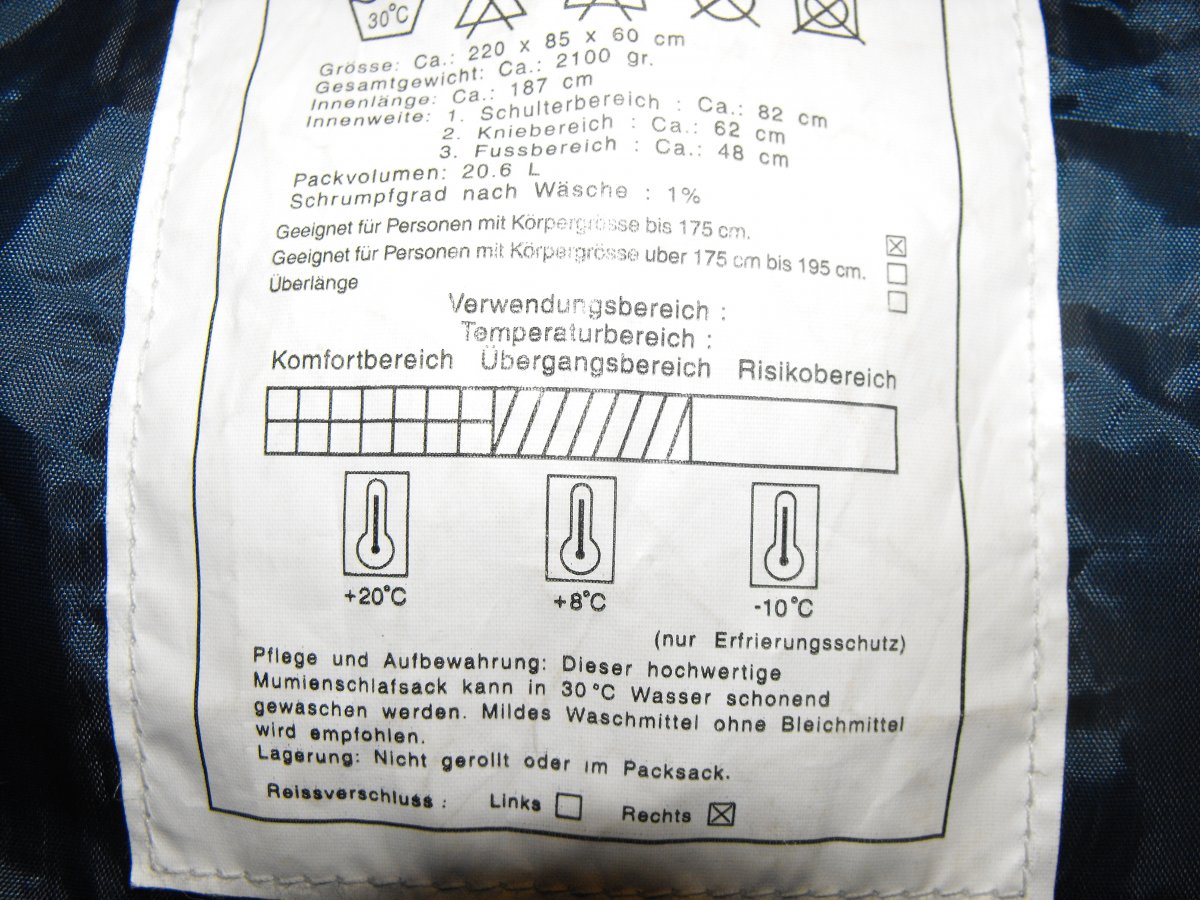 30°C
Grösse: Ca.: 220 x 85 x 60 cm
Gesamtgewicht: Ca.: 2100 gr.
Innenlänge: Ca.: 187 cm
Innenweite: 1. Schulterbereich : Ca.: 82 cm
2. Kniebereich : Ca.: 62 cm
3. Fussbereich : Ca.: 48 cm
Packvolumen: 20.6 L
Schrumpfgrad nach Wäsche : 1%
Geeignet für Personen mit Körpergrösse bis 175 cm.
Geeignet für Personen mit Körpergrösse uber 175 cm bis 195 cm.
Überlänge
Verwendungsbereich :
Temperaturbereich :
Komfortbereich Übergangsbereich Risikobereich
+20°C +8°C -10°C
(nur Erfrierungsschutz)
Pflege und Aufbewahrung: Dieser hochwertige
Mumienschlafsack kann in 30°C Wasser schonend
gewaschen werden. Mildes Waschmittel ohne Bleichmittel
wird empfohlen.
Lagerung: Nicht gerollt oder im Packsack.
Reissverschluss : Links Rechts